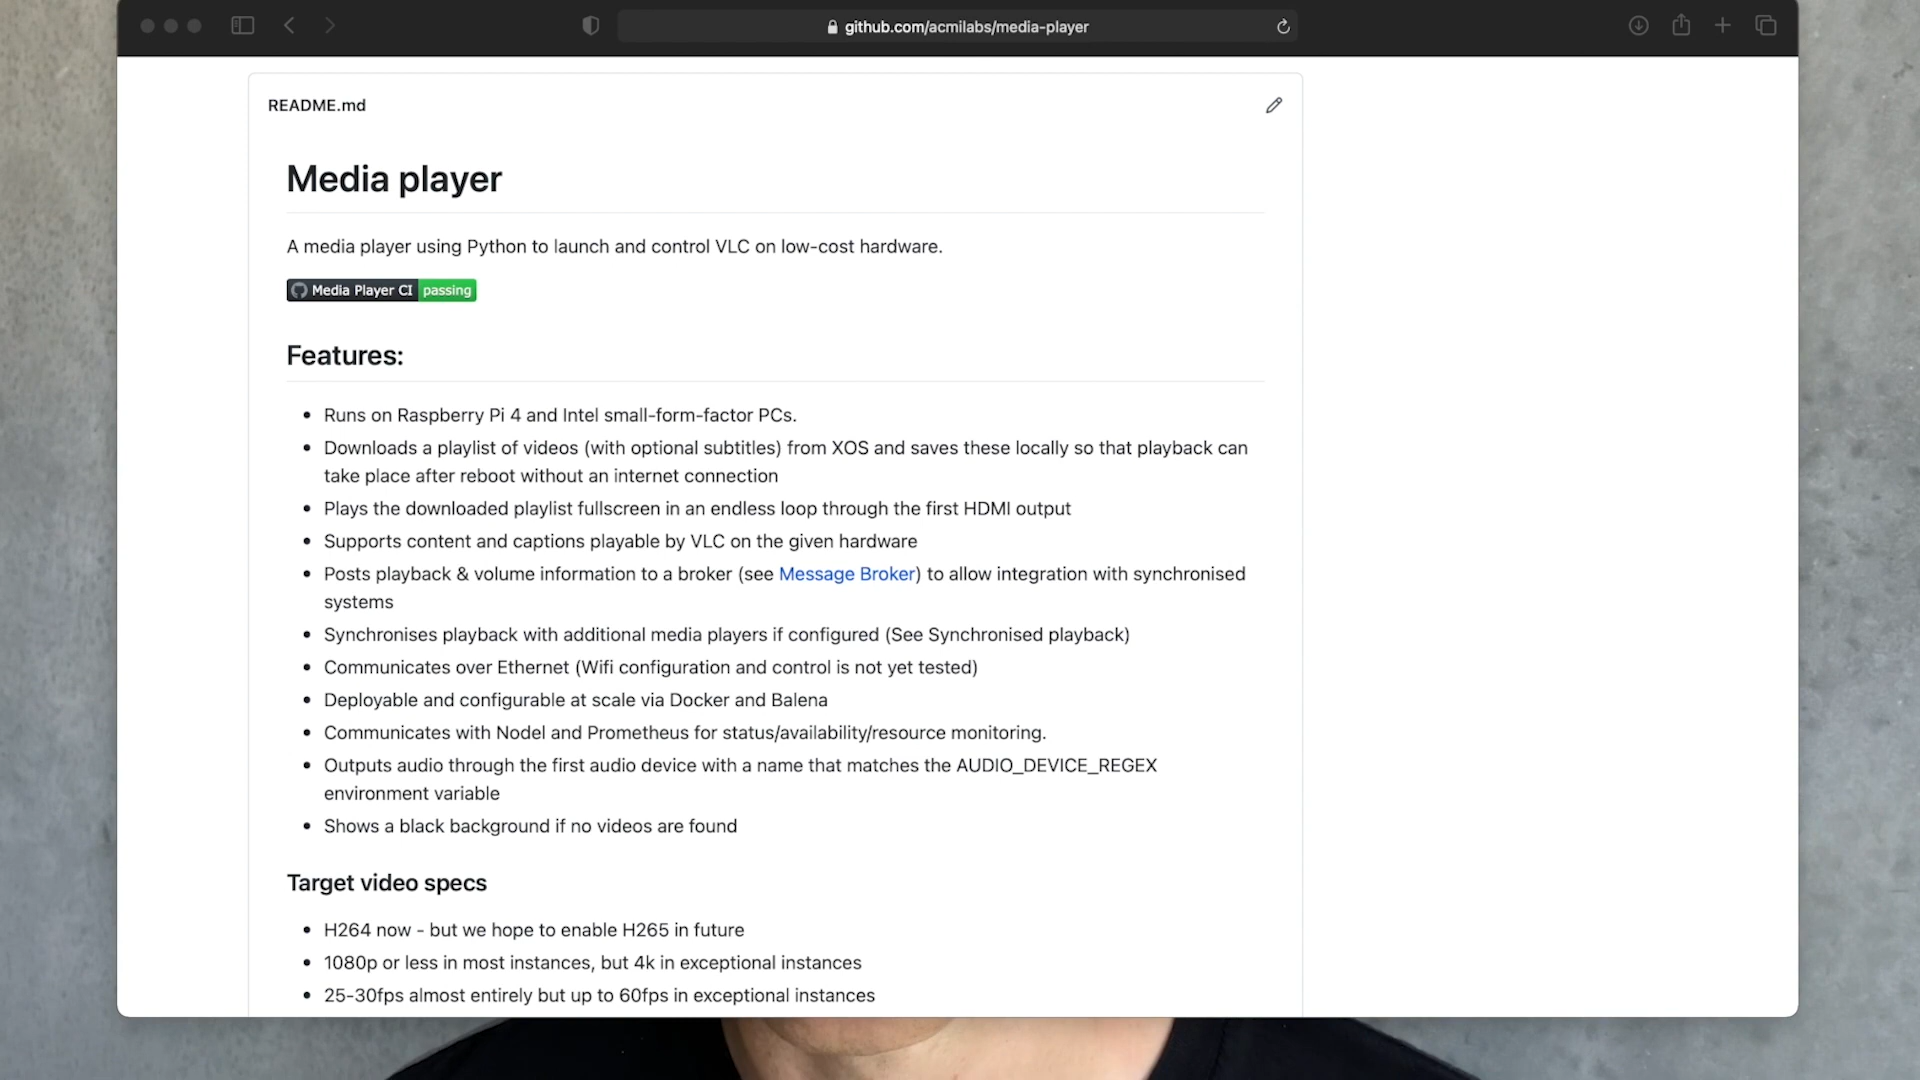 github.com/acmilabs/media-player
README.md
Media player
A media player using Python to launch and control VLC on low-cost hardware.
Media Player CI passing
Features:
• Runs on Raspberry Pi 4 and Intel small-form-factor PCs.
• Downloads a playlist of videos (with optional subtitles) from XOS and saves these locally so that playback can
take place after reboot without an internet connection
• Plays the downloaded playlist fullscreen in an endless loop through the first HDMI output
• Supports content and captions playable by VLC on the given hardware
• Posts playback & volume information to a broker (see Message Broker) to allow integration with synchronised
systems
• Synchronises playback with additional media players if configured (See Synchronised playback)
• Communicates over Ethernet (Wifi configuration and control is not yet tested)
• Deployable and configurable at scale via Docker and Balena
• Communicates with Nodel and Prometheus for status/availability/resource monitoring.
• Outputs audio through the first audio device with a name that matches the AUDIO_DEVICE_REGEX
environment variable
• Shows a black background if no videos are found
Target video specs
• H264 now - but we hope to enable H265 in future
• 1080p or less in most instances, but 4k in exceptional instances
• 25-30fps almost entirely but up to 60fps in exceptional instances